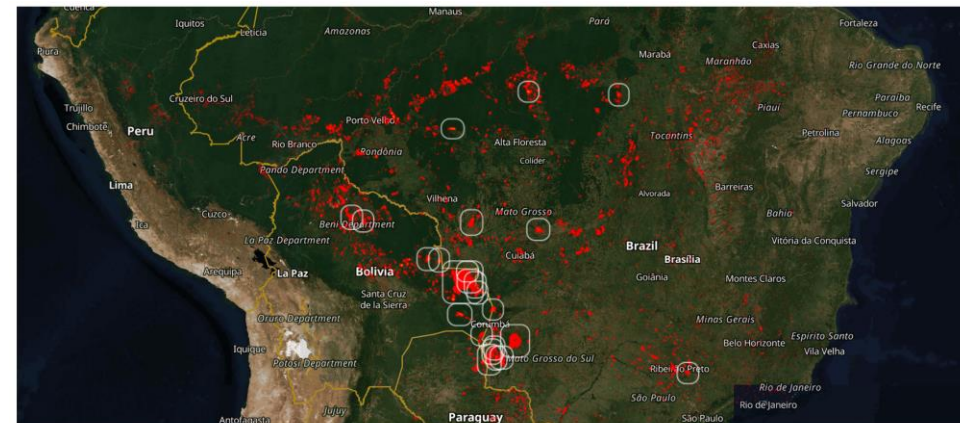 Cuenca
Manaus
Iquitos
Leticia
Amazonas
Pará
Fortaleza
Piura
Marabá
Caxias
Maranhão
Rio Grande do Norte
Cruzeiro do Sul
Trujillo
Chimbote
Peru
Porto Velho
Piauí
Paraíba
Pernambuco
Recife
Acre
Rio Branco
Rondônia
Alta Floresta
Tocantins
Petrolina
Alagoas
Colider
Pando Department
Sergipe
Lima
Vilhena
Alvorada
Barreiras
Cuzco
Ica
Beni Department
Mato Grosso
Bahia
Salvador
La Paz Department
Cuiabá
Brazil
Brasília
Vitória da Conquista
Arequipa
La Paz
Bolivia
Goiânia
Montes Claros
Santa Cruz
de la Sierra
Oruro Department
Corumbá
Minas Gerais
Iquique
Potosí Department
Mato Grosso do Sul
Belo Horizonte
Espírito Santo
Vila Velha
Ribeirão Preto
São Paulo
Rio de Janeiro
Rio de Janeiro
Jujuy
Antofagasta
Paraguay
São Paulo